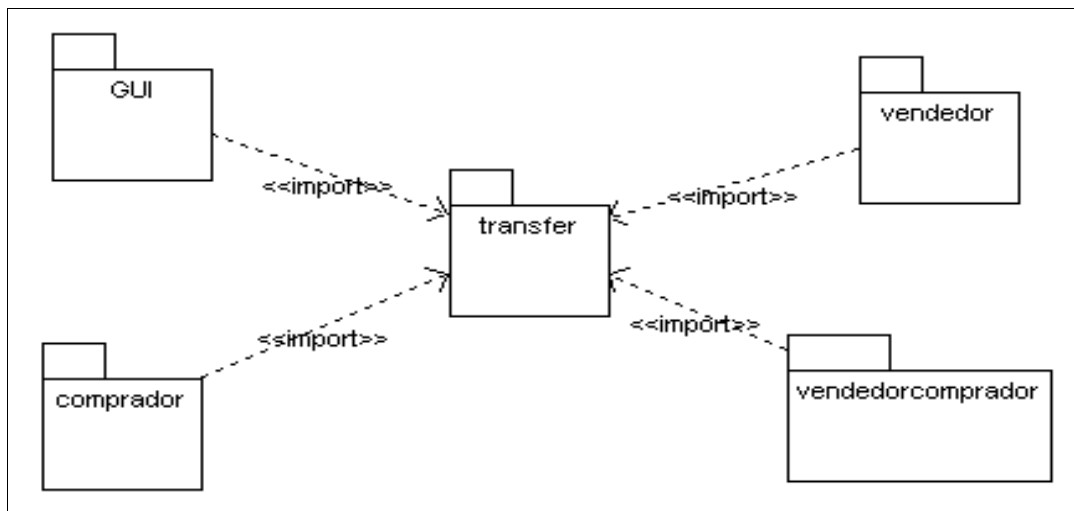 GUI
vendedor
<<import>>
<<import>>
transfer
<<import>>
<<import>>
comprador
vendedorcomprador